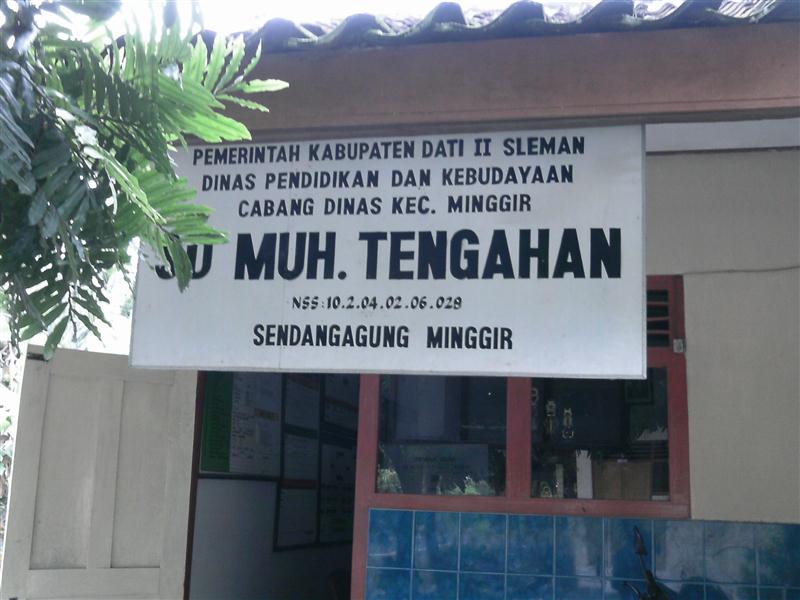 PEMERINTAH KABUPATEN DATI II SLEMAN
DINAS PENDIDIKAN DAN KEBUDAYAAN
CABANG DINAS KEC. MINGGIR
SD MUH. TENGAHAN
NSS:10.2.04.02.06.028
SENDANGAGUNG MINGGIR